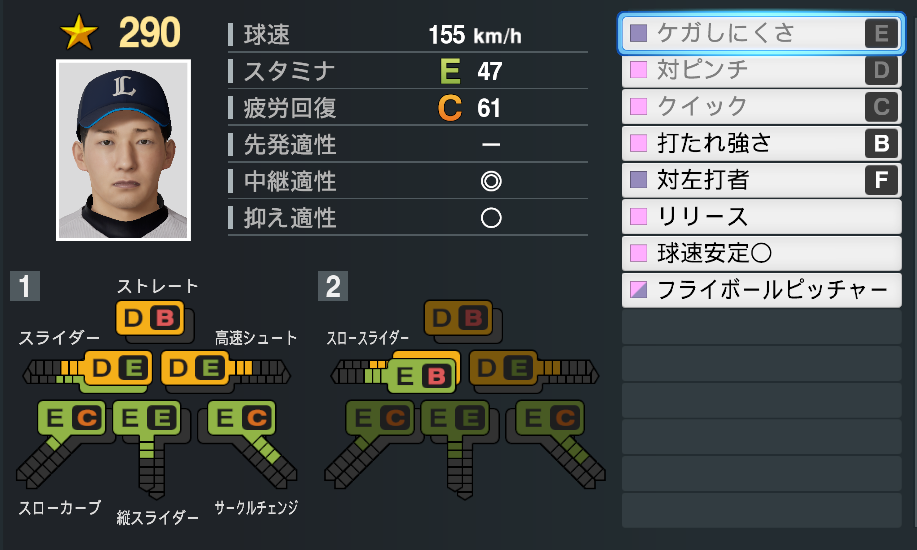 290
L
球速 155 km/h
スタミナ E 47
疲労回復 C 61
先発適性 ー
中継適性 ◎
抑え適性 ○
ケガしにくさ E
対ピンチ D
クイック C
打たれ強さ B
対左打者 F
リリース
球速安定○
フライボールピッチャー
1
ストレート
D B
スライダー
高速シュート
D E
D E
E C
E E
E C
スローカーブ
縦スライダー
サークルチェンジ
2
D B
スロースライダー
E B
D E
E C
E E
E C